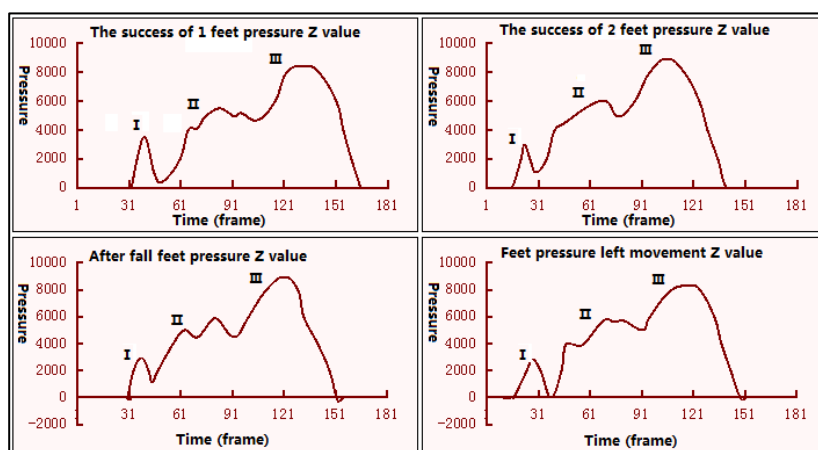 The success of 1 feet pressure Z value
Pressure
10000
8000
6000
4000
2000
0
I
II
III
1 31 61 91 121 151 181
Time (frame)
The success of 2 feet pressure Z value
Pressure
10000
8000
6000
4000
2000
0
I
II
III
1 31 61 91 121 151 181
Time (frame)
After fall feet pressure Z value
Pressure
10000
8000
6000
4000
2000
0
-2000
I
II
III
1 31 61 91 121 151 181
Time (frame)
Feet pressure left movement Z value
Pressure
10000
8000
6000
4000
2000
0
-2000
I
II
III
1 31 61 91 121 151 181
Time (frame)